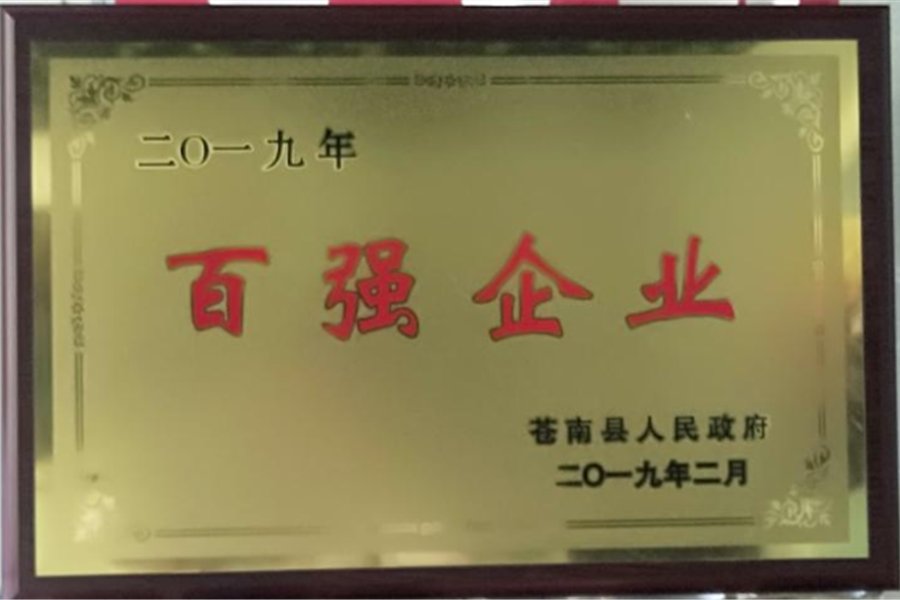 二〇一九年
百强企业
苍南县人民政府
二〇一九年二月